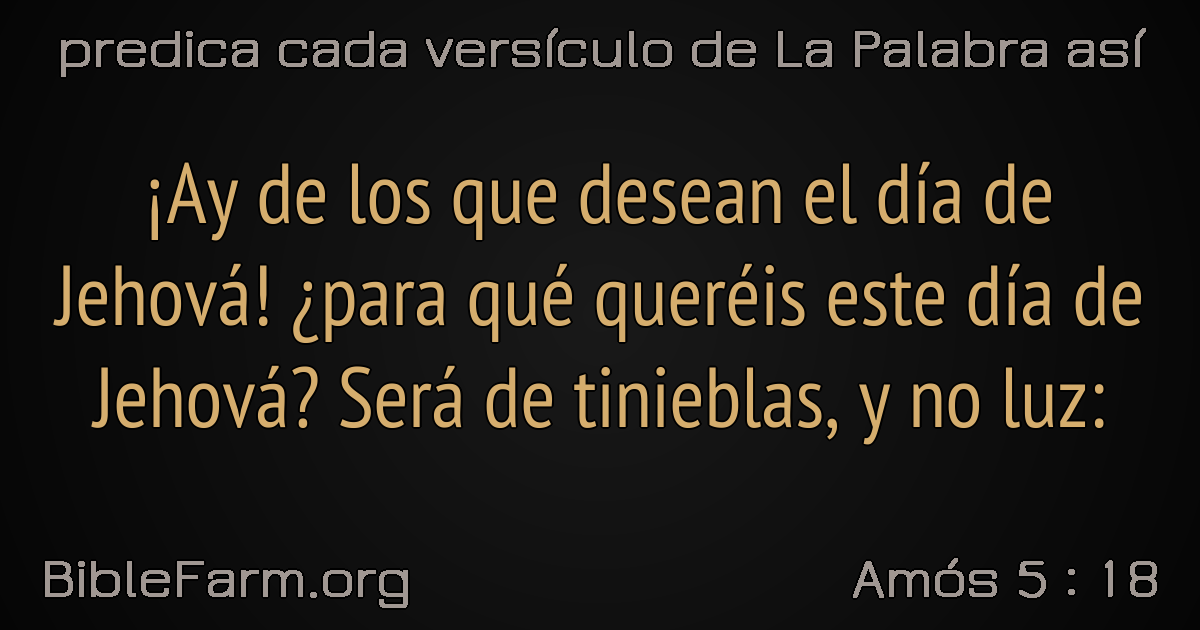 predica cada versículo de La Palabra así
¡Ay de los que desean el día de
Jehová! ¿para qué queréis este día de
Jehová? Será de tinieblas, y no luz:
BibleFarm.org
Amós 5 : 18